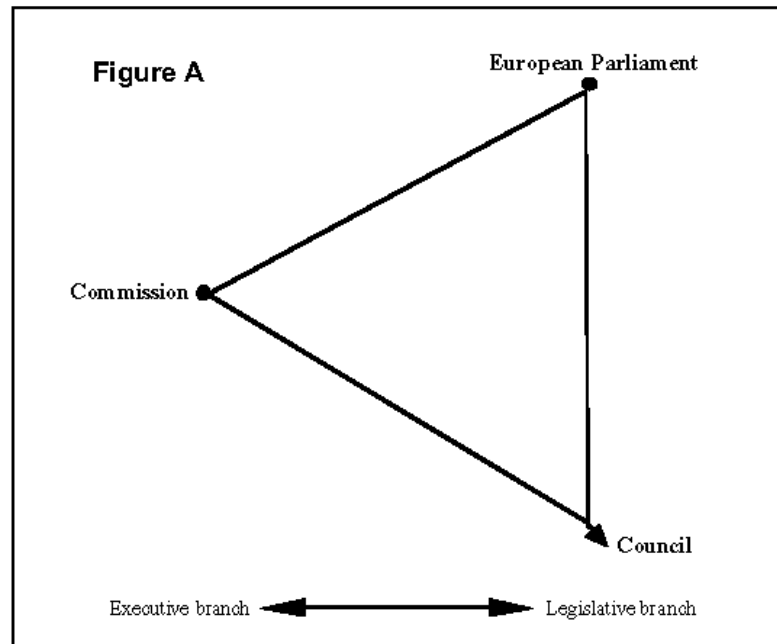 Figure A
European Parliament
Commission
Council
Executive branch
Legislative branch